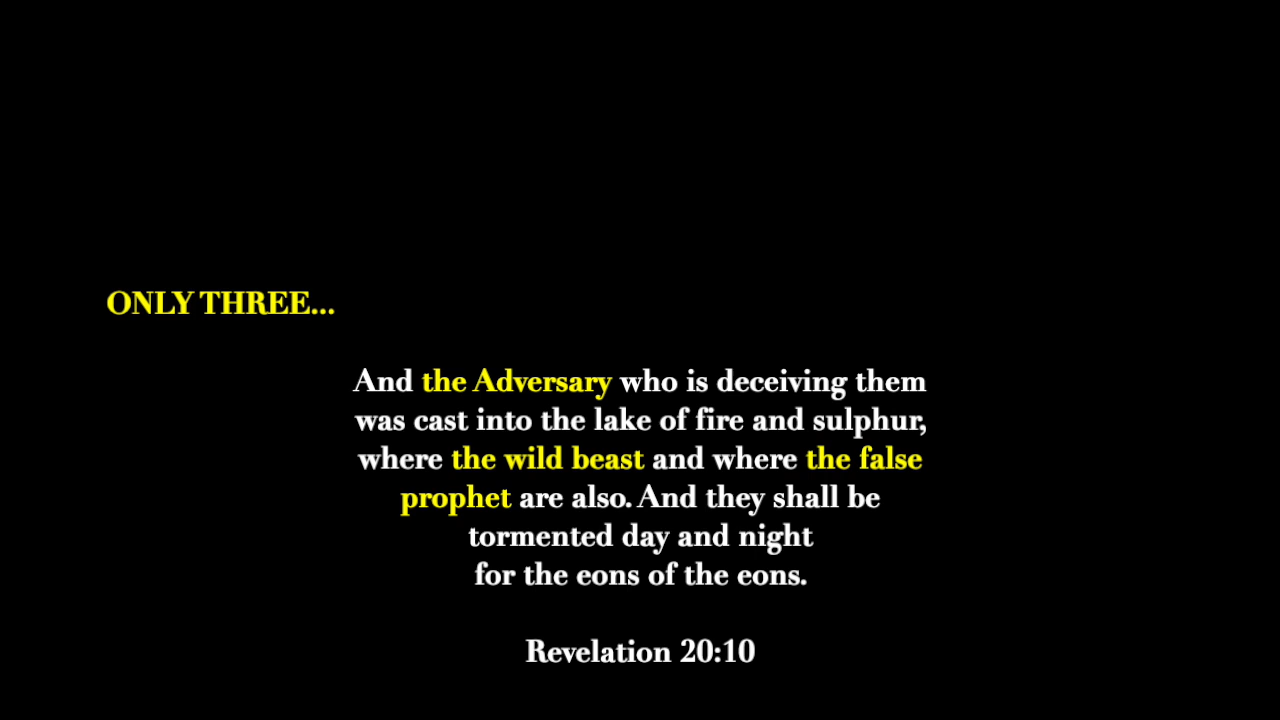 ONLY THREE...
And the Adversary who is deceiving them
was cast into the lake of fire and sulphur,
where the wild beast and where the false
prophet are also. And they shall be
tormented day and night
for the eons of the eons.
Revelation 20:10